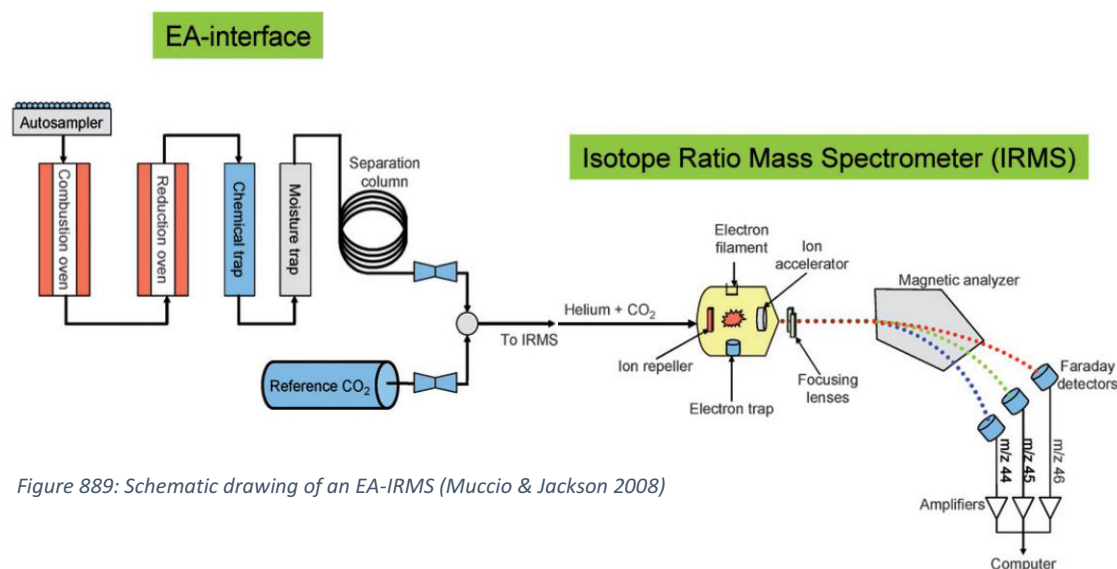 EA-interface
Autosampler
Combustion oven
Reduction oven
Chemical trap
Moisture trap
Separation
column
Reference CO₂
To IRMS
Helium + CO₂
Isotope Ratio Mass Spectrometer (IRMS)
Electron
filament
Ion
accelerator
Ion repeller
Electron trap
Focusing
lenses
Magnetic analyzer
Faraday
detectors
m/z 44
m/z 45
m/z 46
Amplifiers
Computer
Figure 889: Schematic drawing of an EA-IRMS (Muccio & Jackson 2008)